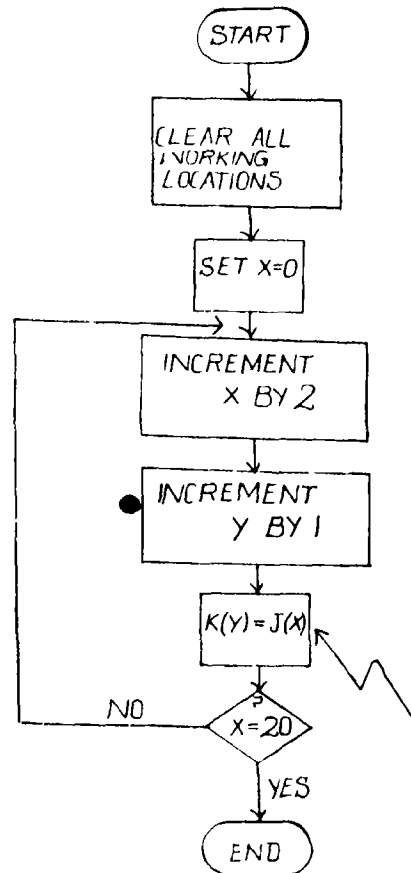 START
CLEAR ALL
WORKING
LOCATIONS
SET X=0
INCREMENT
X BY 2
INCREMENT
Y BY 1
K(Y)=J(X)
?
X=20
NO
YES
END